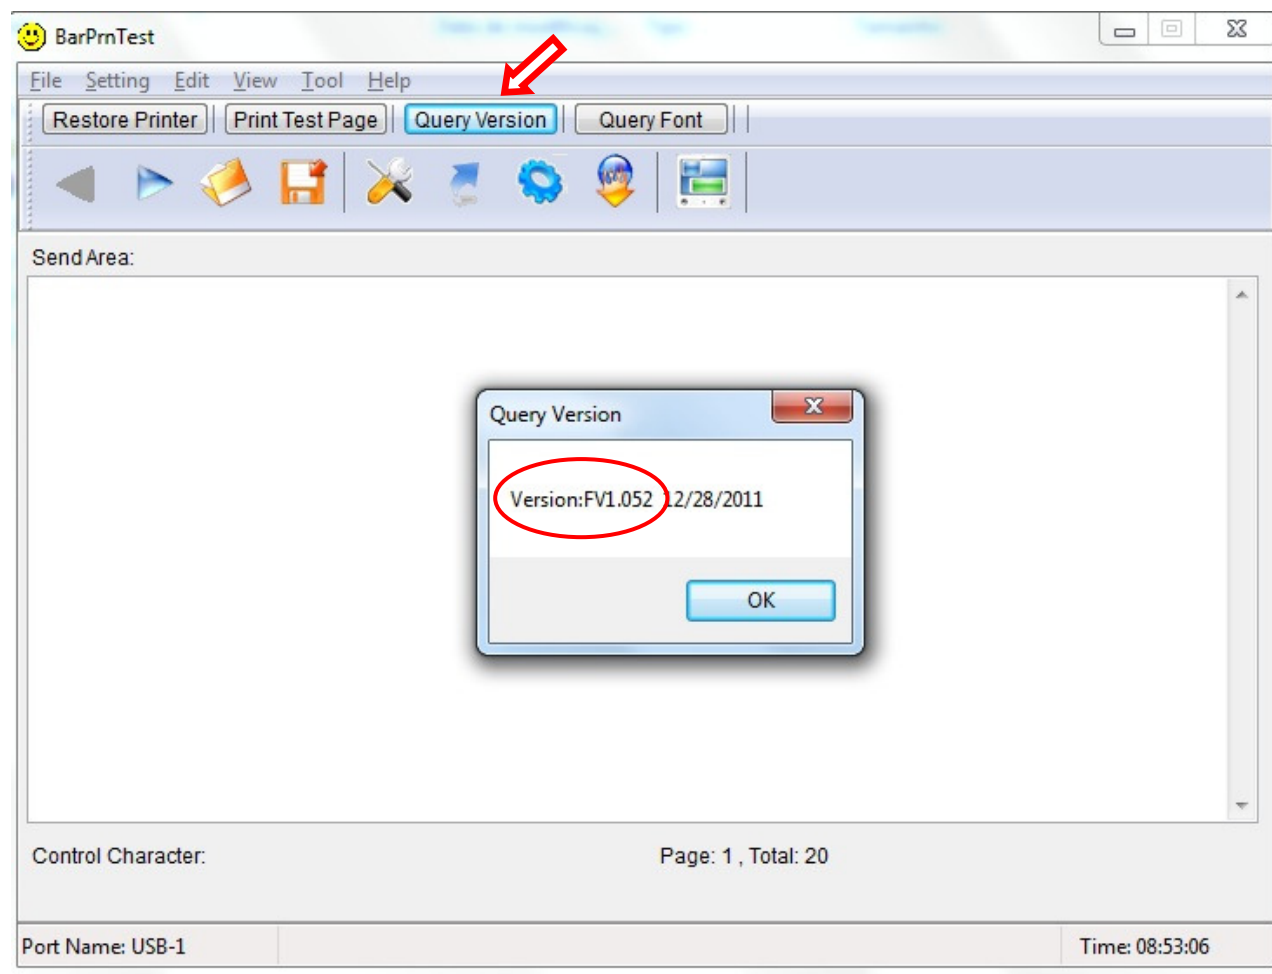 BarPrnTest
File Setting Edit View Tool Help
Restore Printer Print Test Page Query Version Query Font
Send Area:
Query Version
Version:FV1.052 12/28/2011
OK
Control Character:
Page: 1 , Total: 20
Port Name: USB-1
Time: 08:53:06